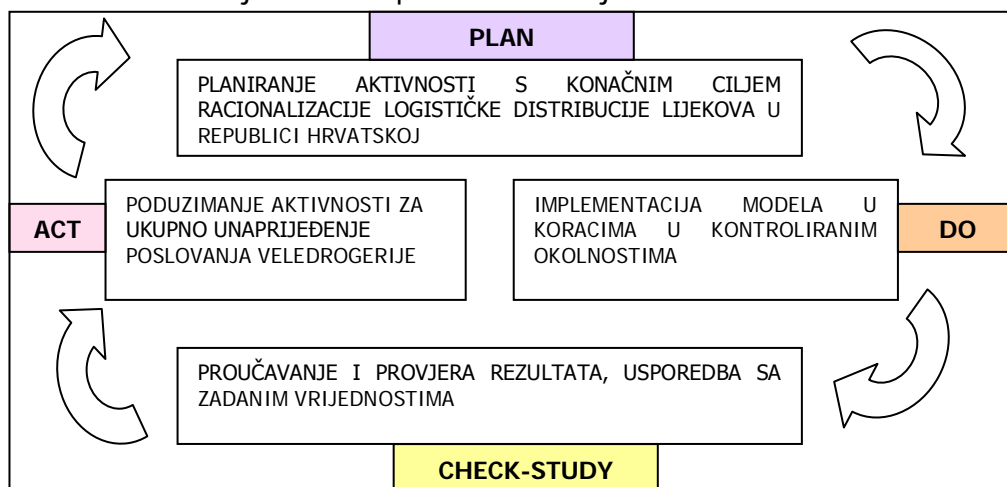 PLAN
PLANIRANJE AKTIVNOSTI S KONAČNIM CILJEM
RACIONALIZACIJE LOGISTIČKE DISTRIBUCIJE LIJEKOVA U
REPUBLICI HRVATSKOJ
ACT
PODUZIMANJE AKTIVNOSTI ZA
UKUPNO UNAPRIJEĐENJE
POSLOVANJA VELEDROGERIJE
IMPLEMENTACIJA MODELA U
KORACIMA U KONTROLIRANIM
OKOLNOSTIMA
DO
PROUČAVANJE I PROVJERA REZULTATA, USPOREDBA SA
ZADANIM VRIJEDNOSTIMA
CHECK-STUDY